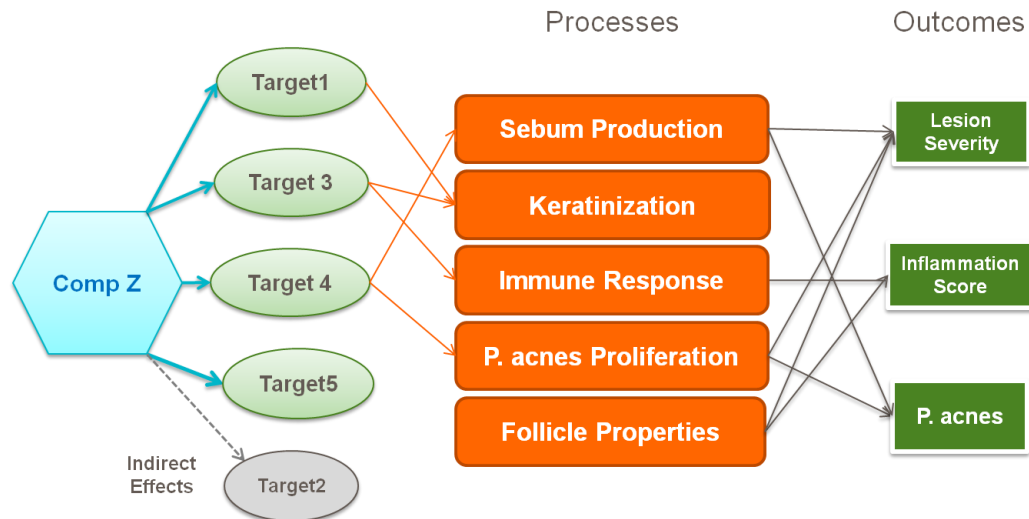 Processes
Outcomes
Target1
Target 3
Comp Z
Target 4
Target5
Indirect
Effects
Target2
Sebum Production
Keratinization
Immune Response
P. acnes Proliferation
Follicle Properties
Lesion
Severity
Inflammation
Score
P. acnes